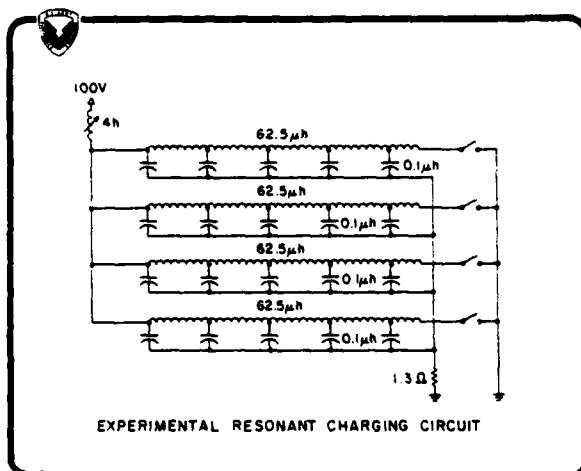 100V
4h
62.5μh
0.1μh
62.5μh
0.1μh
62.5μh
0.1μh
62.5μh
0.1μh
1.3Ω
EXPERIMENTAL RESONANT CHARGING CIRCUIT